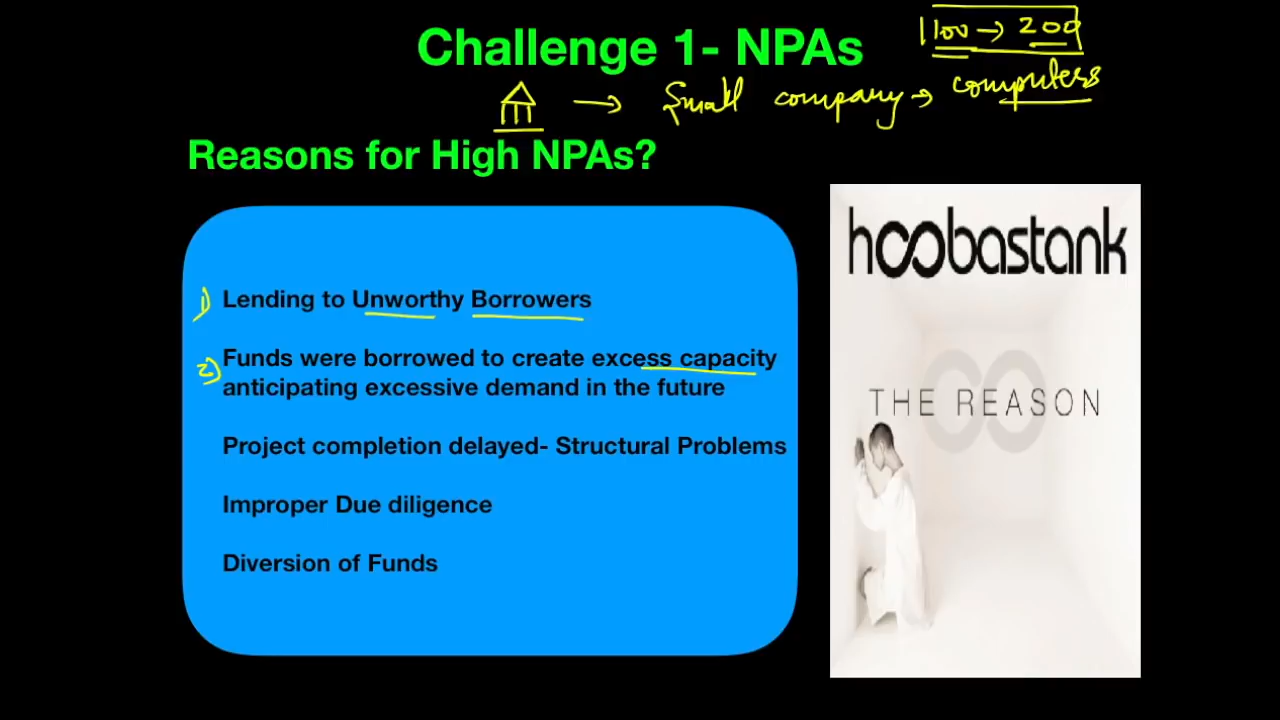 Challenge 1- NPAs
100 → 200
→ Small company → computers
Reasons for High NPAs?
1) Lending to Unworthy Borrowers
2) Funds were borrowed to create excess capacity
anticipating excessive demand in the future
Project completion delayed- Structural Problems
Improper Due diligence
Diversion of Funds
hoobastank
THE REASON